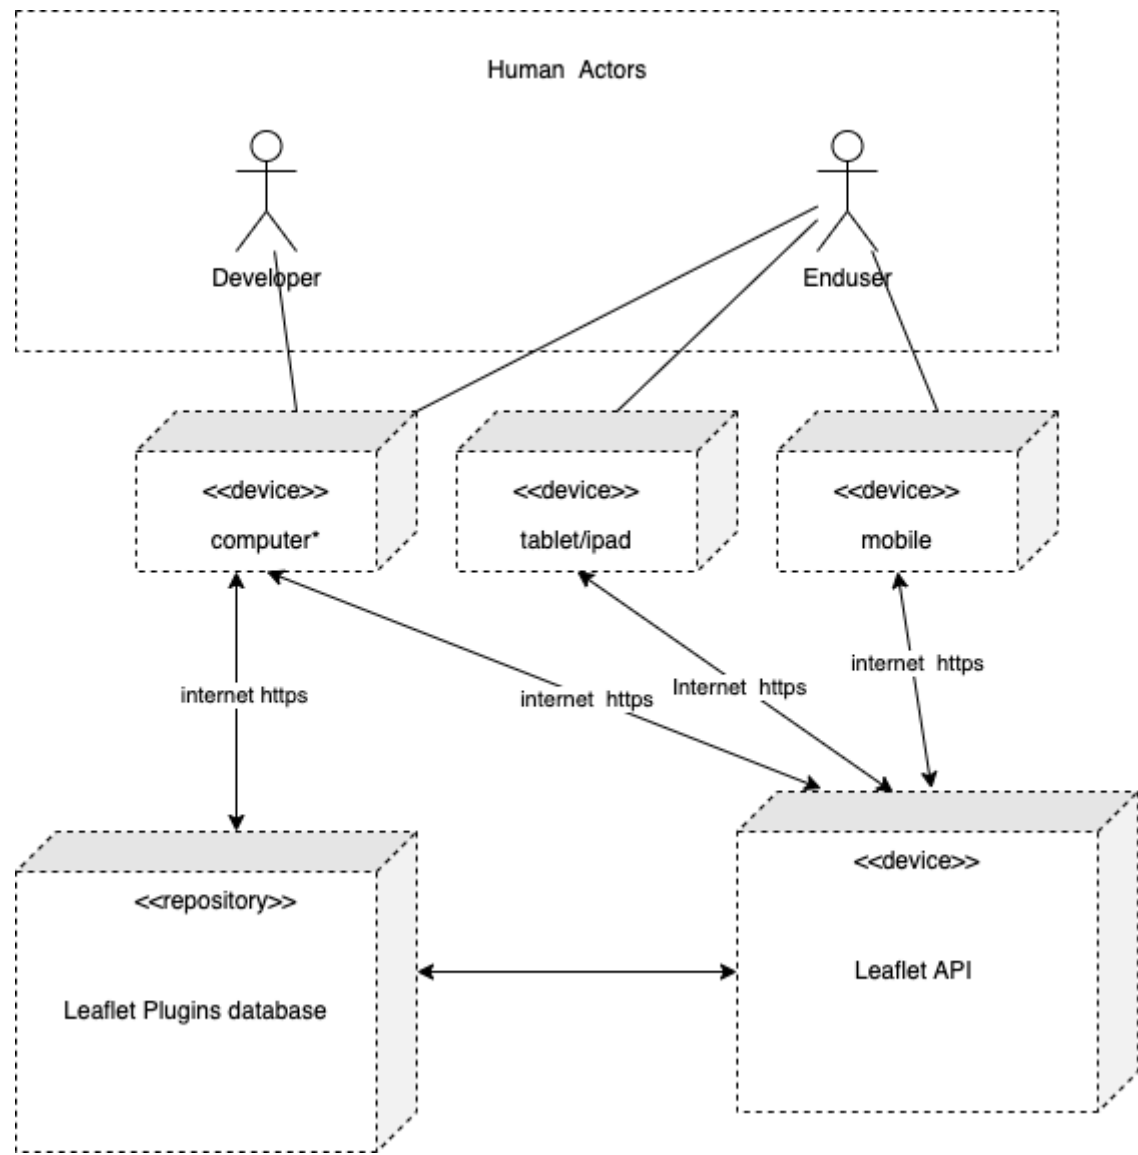 Human  Actors
Developer
Enduser
<<device>>
computer*
<<device>>
tablet/ipad
<<device>>
mobile
internet https
internet  https
Internet  https
internet  https
<<repository>>
Leaflet Plugins database
<<device>>
Leaflet API